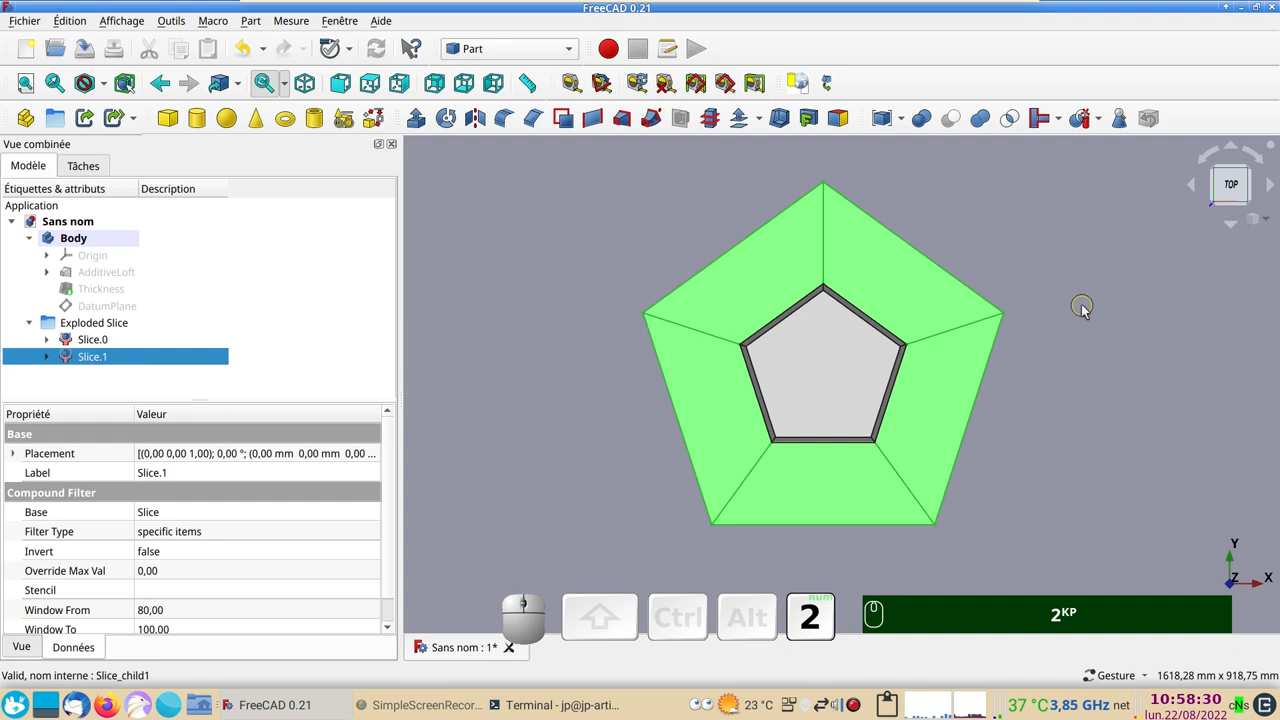 FreeCAD 0.21
Fichier Édition Affichage Outils Macro Part Mesure Fenêtre Aide
Part
Vue combinée
Modèle Tâches
Étiquettes & attributs Description
Application
Sans nom
Body
Origin
AdditiveLoft
Thickness
DatumPlane
Exploded Slice
Slice.0
Slice.1
Propriété Valeur
Base
Placement [(0,00 0,00 1,00); 0,00 °; (0,00 mm 0,00 mm 0,00 ...
Label Slice.1
Compound Filter
Base Slice
Filter Type specific items
Invert false
Override Max Val 0,00
Stencil
Window From 80,00
Window To 100,00
Vue Données
TOP
Y
Z X
Ctrl Alt num 2 2KP
Sans nom : 1*
Valid, nom interne : Slice_child1 Gesture 1618,28 mm x 918,75 mm
FreeCAD 0.21 SimpleScreenRecor... Terminal - jp@jp-arti... 23 °C 37 °C 3,85 GHz net 10:58:30
lun.22/08/2022